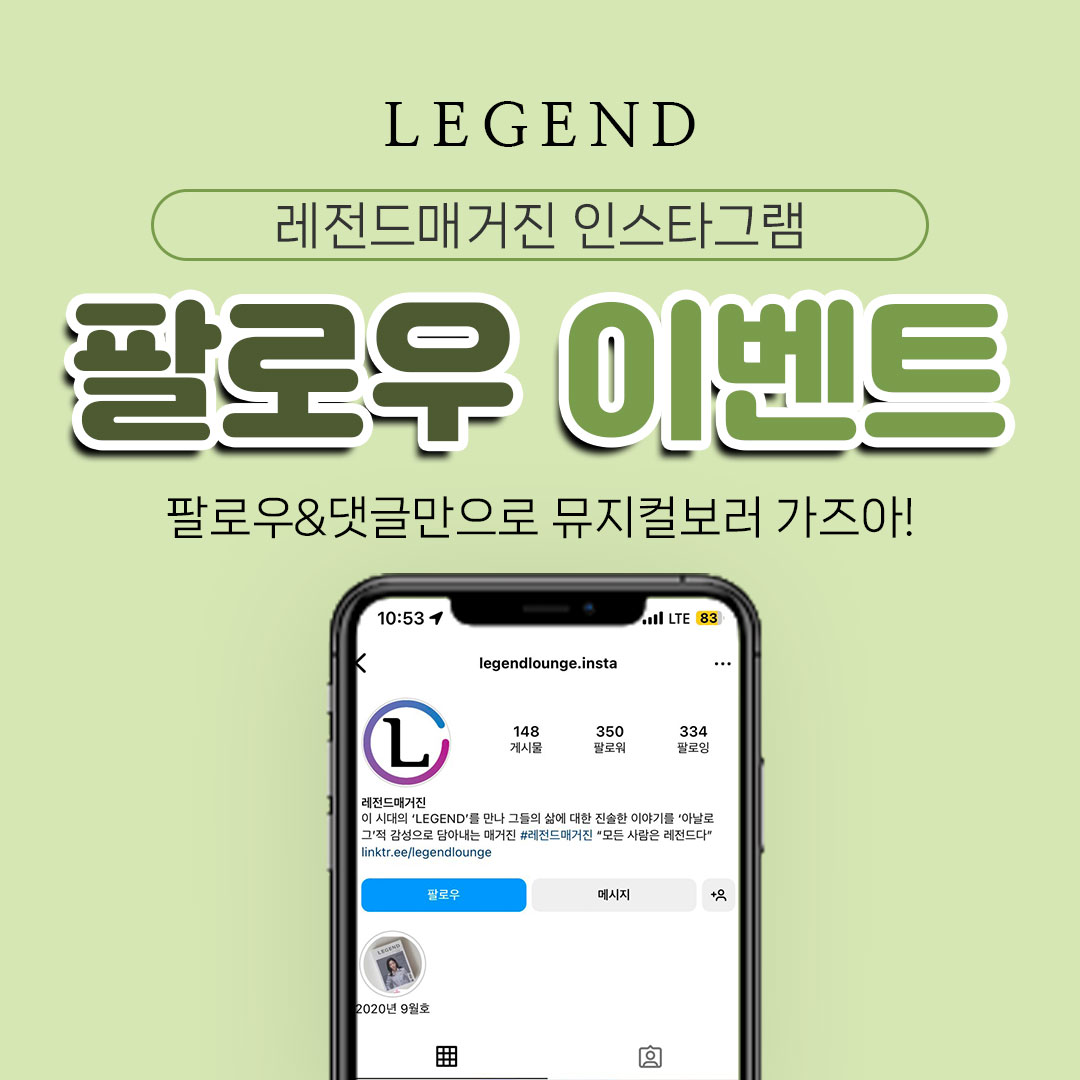 LEGEND
레전드매거진 인스타그램
팔로우 이벤트
팔로우&댓글만으로 뮤지컬보러 가즈아!
10:53 LTE 83
legendlounge.insta
L
148 350 334
게시물 팔로워 팔로잉
레전드매거진
이 시대의 ‘LEGEND’를 만나 그들의 삶에 대한 진솔한 이야기를 ‘아날로
그’적 감성으로 담아내는 매거진 #레전드매거진 “모든 사람은 레전드다”
linktr.ee/legendlounge
팔로우 메시지
LEGEND
2020년 9월호